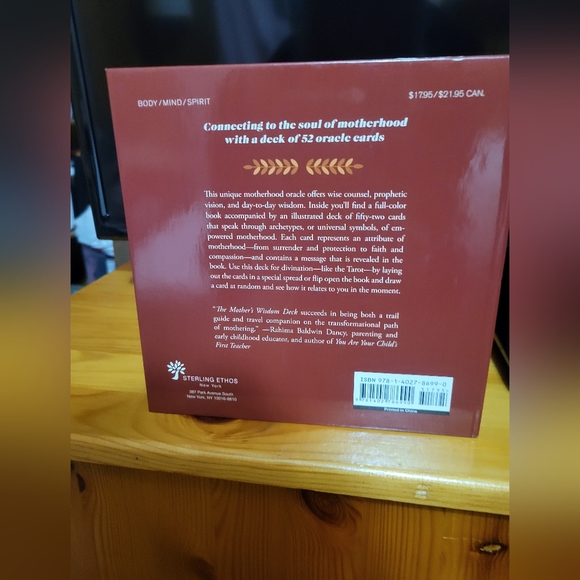 BODY/MIND/SPIRIT
$17.95/$21.95 CAN.
Connecting to the soul of motherhood
with a deck of 52 oracle cards
This unique motherhood oracle offers wise counsel, prophetic
vision, and day-to-day wisdom. Inside you'll find a full-color
book accompanied by an illustrated deck of fifty-two cards
that speak through archetypes, or universal symbols, of em-
powered motherhood. Each card represents an attribute of
motherhood—from surrender and protection to faith and
compassion—and contains a message that is revealed in the
book. Use this deck for divination—like the Tarot—by laying
out the cards in a special spread or flip open the book and draw
a card at random and see how it relates to you in the moment.
"The Mother's Wisdom Deck succeeds in being both a trail
guide and travel companion on the transformational path
of mothering." —Rahima Baldwin Dancy, parenting and
early childhood educator, and author of You Are Your Child's
First Teacher
STERLING ETHOS
New York
387 Park Avenue South
New York, NY 10016-8810
ISBN 978-1-4027-8699-0
Printed in China